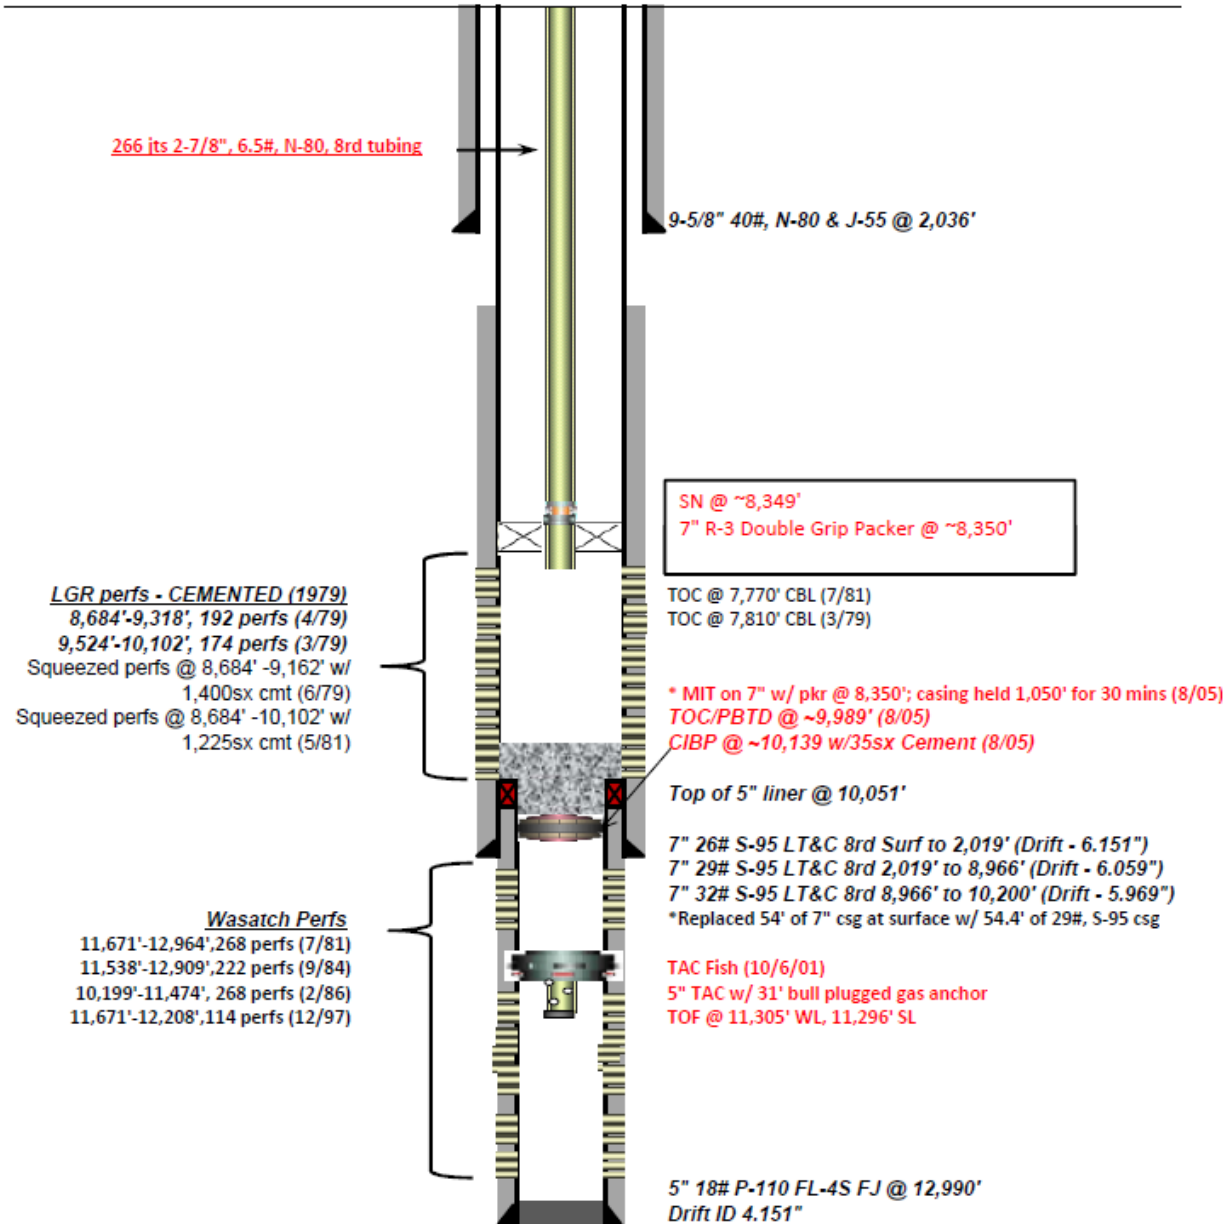 266 jts 2-7/8", 6.5#, N-80, 8rd tubing
9-5/8" 40#, N-80 & J-55 @ 2,036'
SN @ ~8,349'
7" R-3 Double Grip Packer @ ~8,350'
LGR perfs - CEMENTED (1979)
8,684'-9,318', 192 perfs (4/79)
9,524'-10,102', 174 perfs (3/79)
Squeezed perfs @ 8,684' -9,162' w/
1,400sx cmt (6/79)
Squeezed perfs @ 8,684' -10,102' w/
1,225sx cmt (5/81)
TOC @ 7,770' CBL (7/81)
TOC @ 7,810' CBL (3/79)
* MIT on 7" w/ pkr @ 8,350'; casing held 1,050' for 30 mins (8/05)
TOC/PBTD @ ~9,989' (8/05)
CIBP @ ~10,139 w/35sx Cement (8/05)
Top of 5" liner @ 10,051'
7" 26# S-95 LT&C 8rd Surf to 2,019' (Drift - 6.151")
7" 29# S-95 LT&C 8rd 2,019' to 8,966' (Drift - 6.059")
7" 32# S-95 LT&C 8rd 8,966' to 10,200' (Drift - 5.969")
*Replaced 54' of 7" csg at surface w/ 54.4' of 29#, S-95 csg
Wasatch Perfs
11,671'-12,964',268 perfs (7/81)
11,538'-12,909',222 perfs (9/84)
10,199'-11,474', 268 perfs (2/86)
11,671'-12,208',114 perfs (12/97)
TAC Fish (10/6/01)
5" TAC w/ 31' bull plugged gas anchor
TOF @ 11,305' WL, 11,296' SL
5" 18# P-110 FL-4S FJ @ 12,990'
Drift ID 4.151"